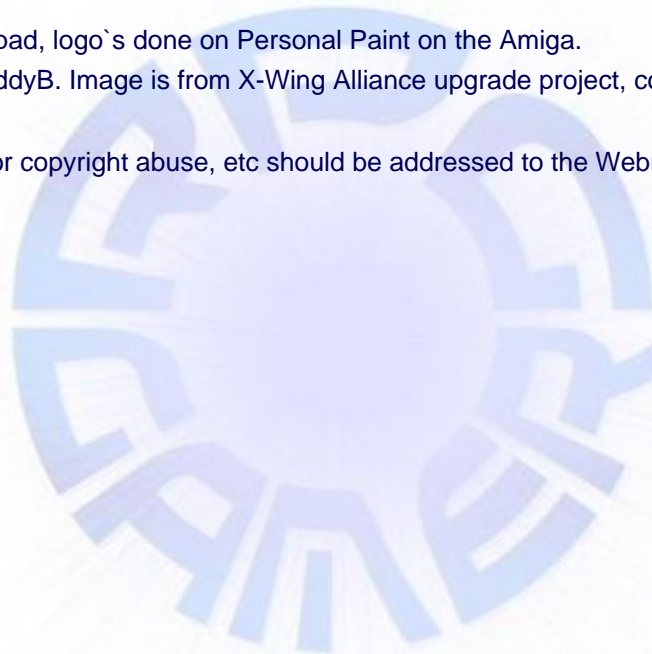 oad, logo`s done on Personal Paint on the Amiga.
ddyB. Image is from X-Wing Alliance upgrade project, co
or copyright abuse, etc should be addressed to the Web